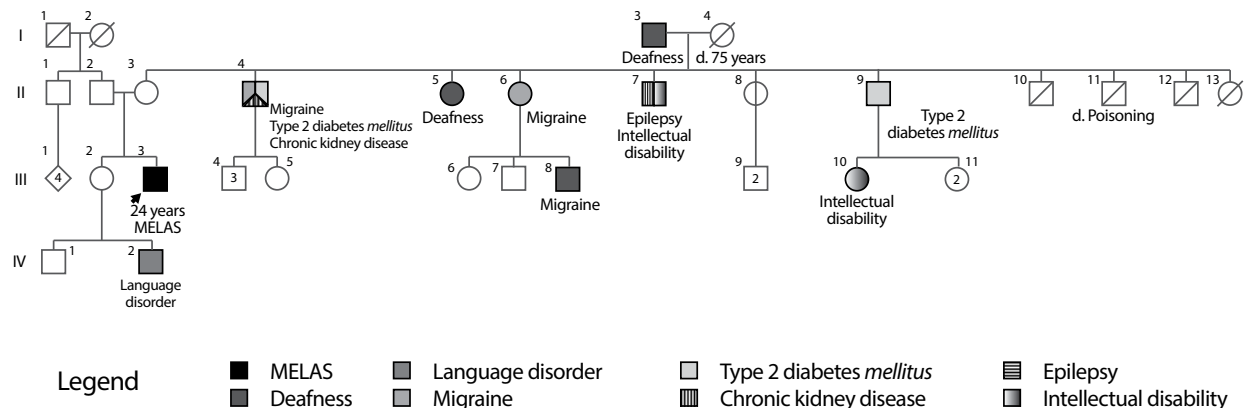 1 2 3 4
I
Deafness d. 75 years
1 2 3 4 5 6 7 8 9 10 11 12 13
II
Migraine
Type 2 diabetes mellitus
Chronic kidney disease
Deafness
Migraine
Epilepsy
Intellectual
disability
Type 2
diabetes mellitus
d. Poisoning
1 2 3 4 5 6 7 8 9 10 11
III
4 3 2 2
24 years
MELAS
Migraine
Intellectual
disability
1 2
IV
Language
disorder
Legend
MELAS Language disorder Type 2 diabetes mellitus Epilepsy
Deafness Migraine Chronic kidney disease Intellectual disability